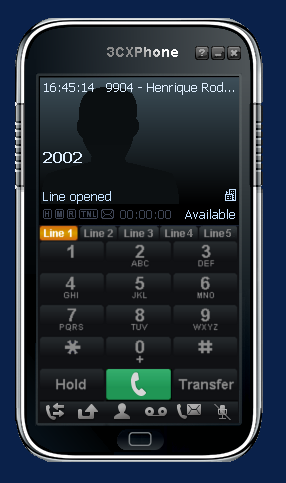 3CXPhone
16:45:14 9904 - Henrique Rod...
2002
Line opened
H M R TNL 00:00:00 Available
Line 1 Line 2 Line 3 Line 4 Line 5
1 2 3
ABC DEF
4 5 6
GHI JKL MNO
7 8 9
PQRS TUV WXYZ
* 0 #
+
Hold Transfer